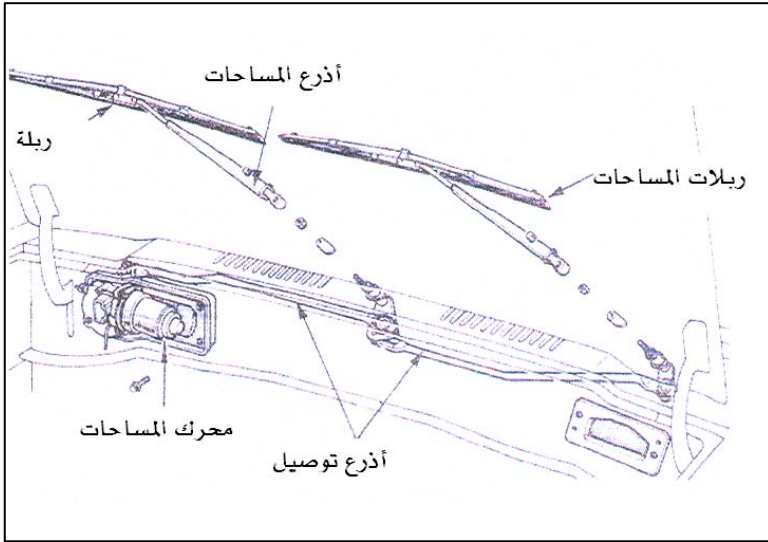 أذرع المساحات
ربلة
ربلات المساحات
محرك المساحات
أذرع توصيل